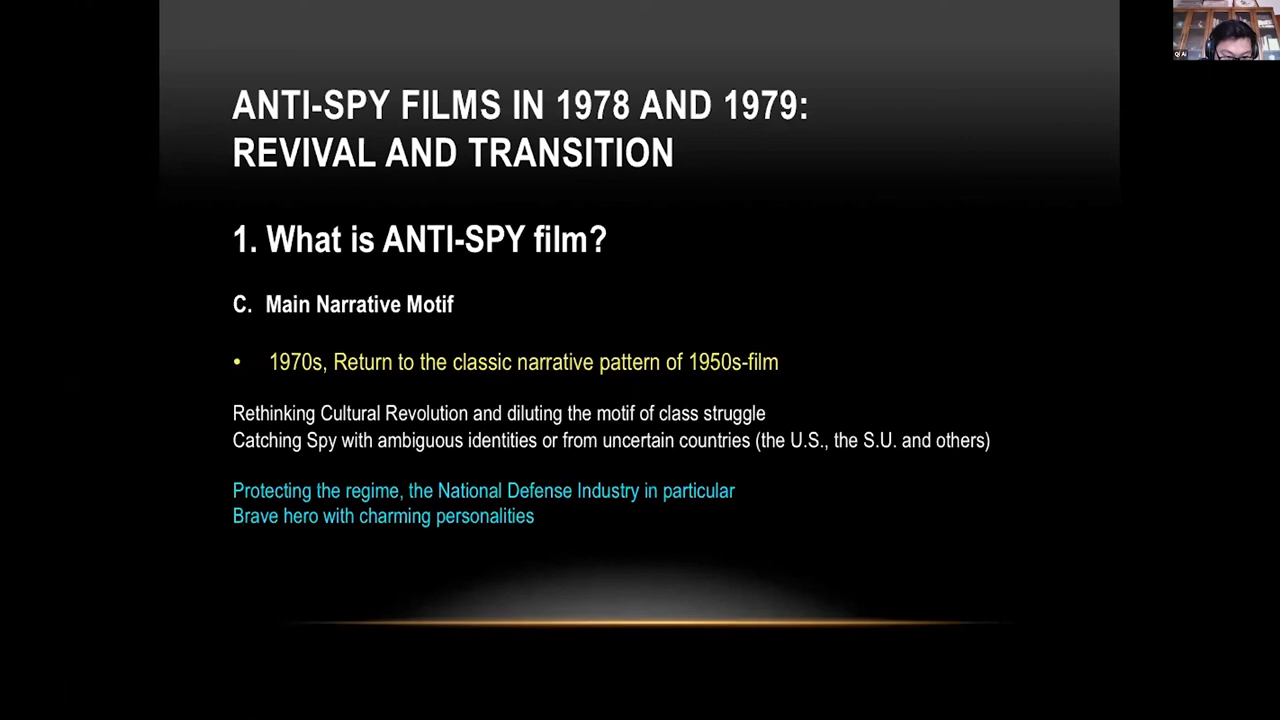 Qi Ai
ANTI-SPY FILMS IN 1978 AND 1979:
REVIVAL AND TRANSITION
1. What is ANTI-SPY film?
C. Main Narrative Motif
• 1970s, Return to the classic narrative pattern of 1950s-film
Rethinking Cultural Revolution and diluting the motif of class struggle
Catching Spy with ambiguous identities or from uncertain countries (the U.S., the S.U. and others)
Protecting the regime, the National Defense Industry in particular
Brave hero with charming personalities